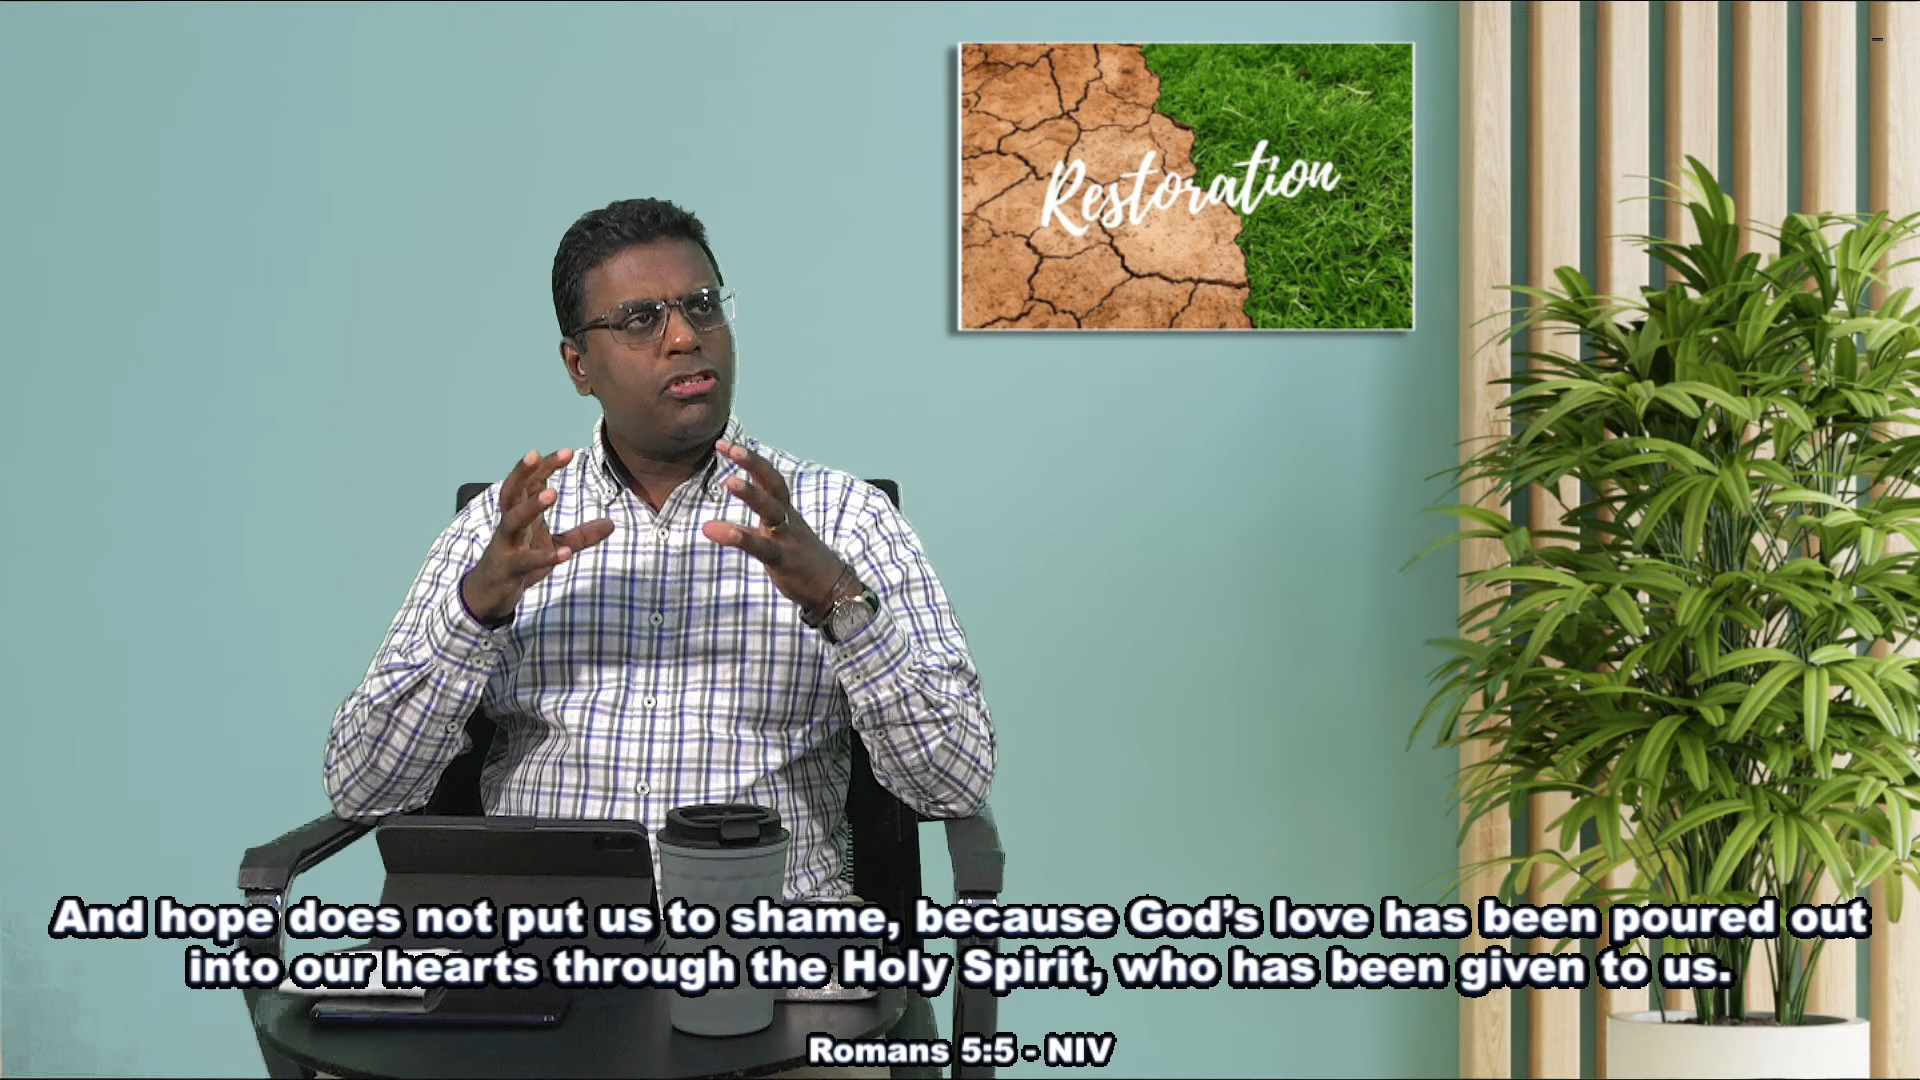 Restoration
And hope does not put us to shame, because God's love has been poured out
into our hearts through the Holy Spirit, who has been given to us.
Romans 5:5 - NIV